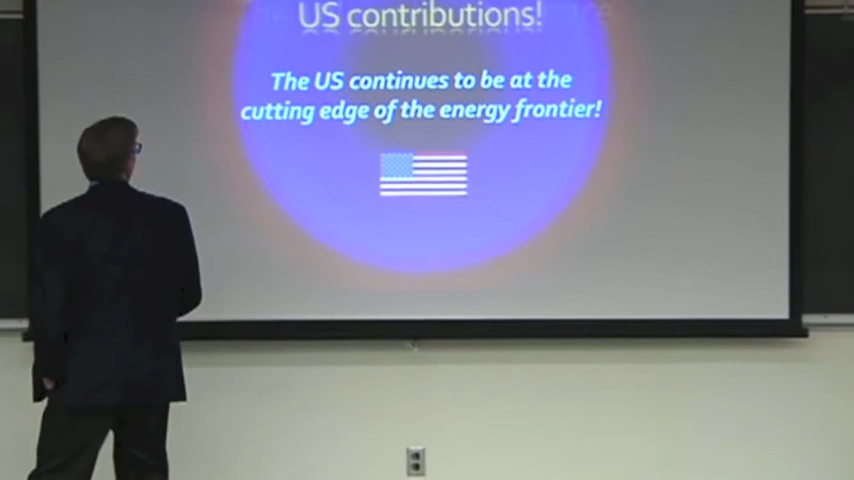 US contributions!
The US continues to be at the
cutting edge of the energy frontier!